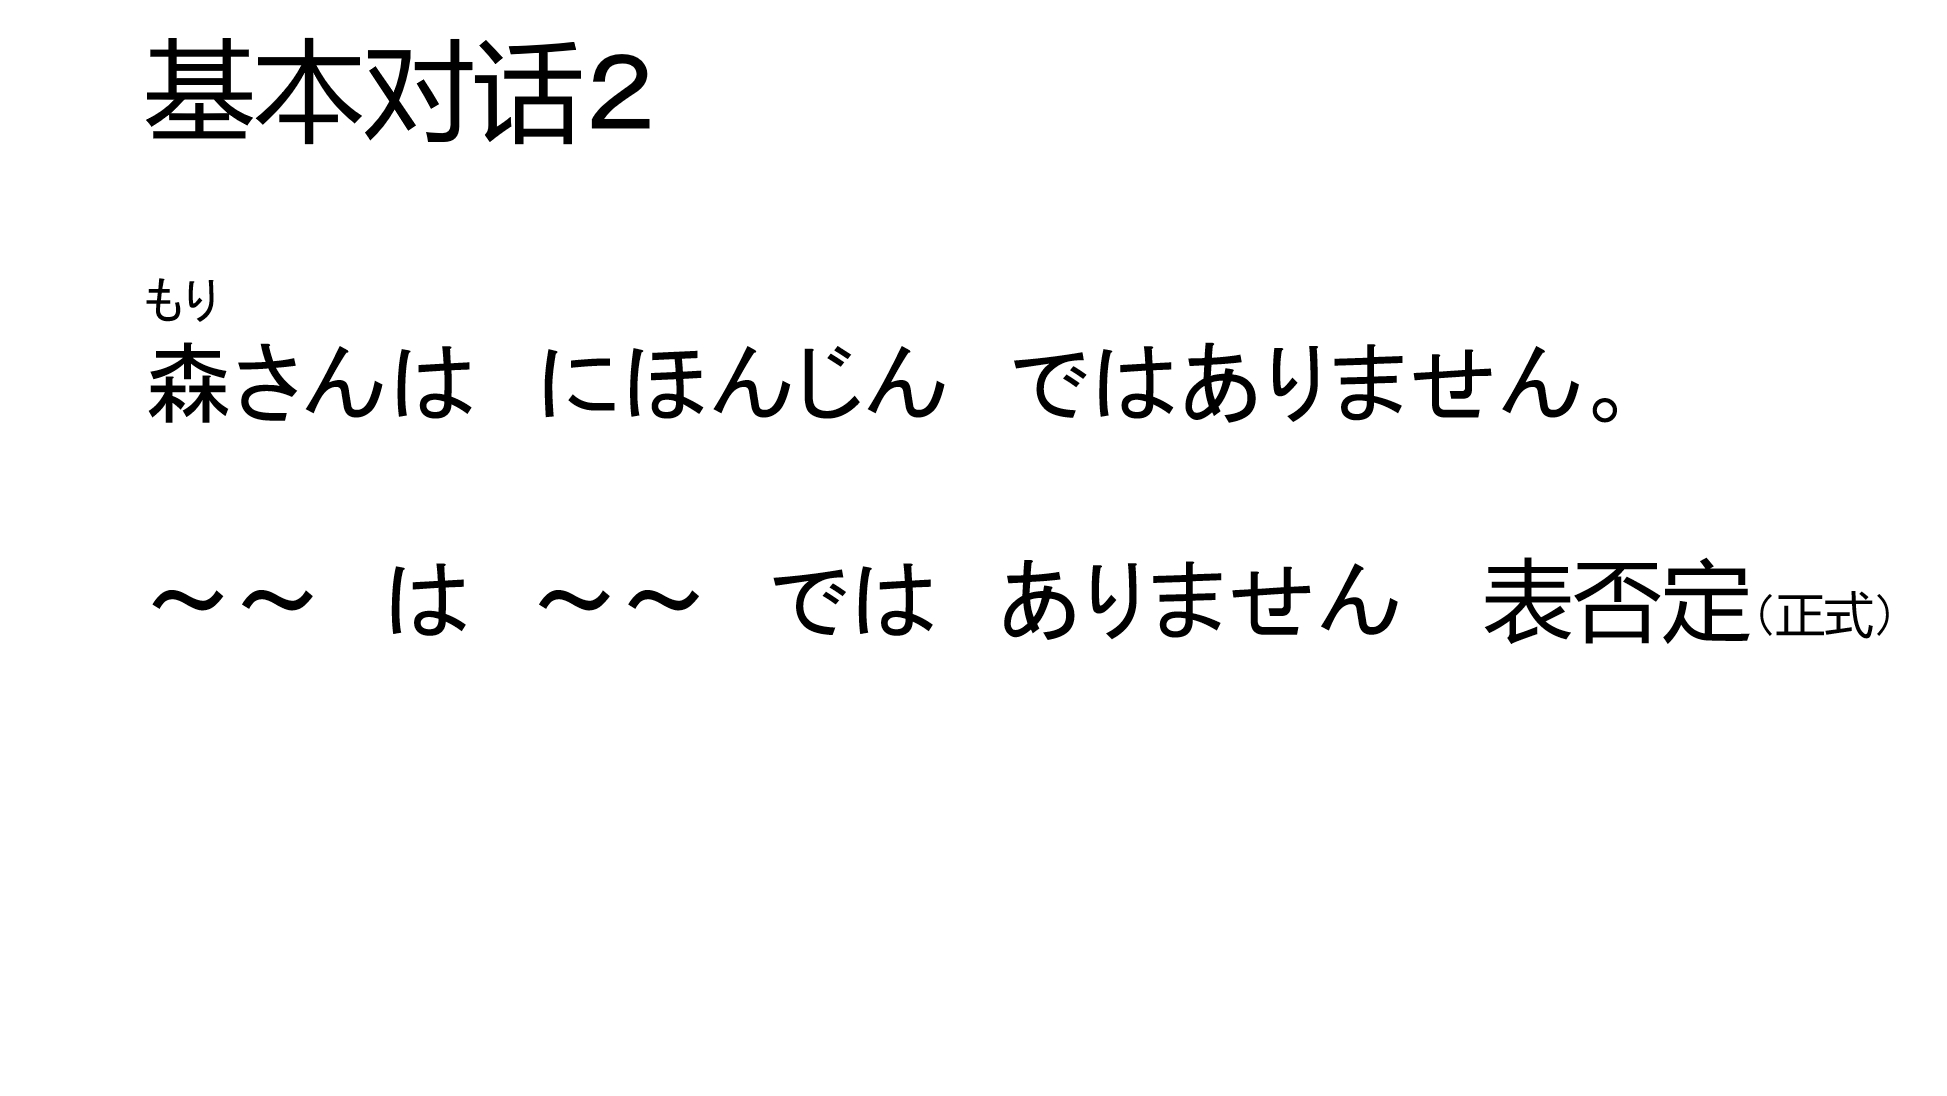 基本对话２
もり
森さんは　にほんじん　ではありません。
～～　は　～～　では　ありません　表否定（正式）